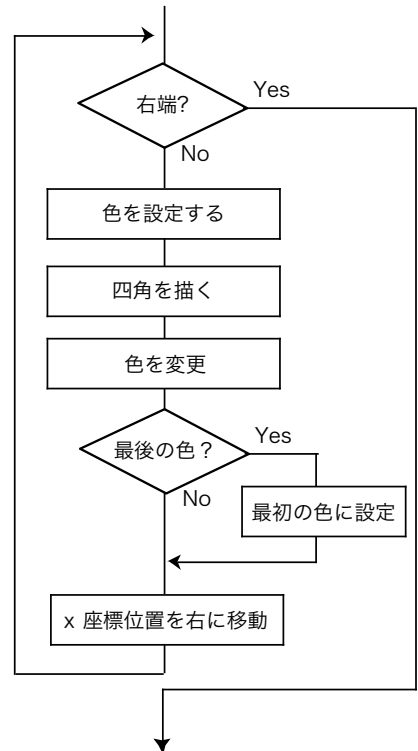 右端?
Yes
No
色を設定する
四角を描く
色を変更
最後の色？
Yes
No
最初の色に設定
x 座標位置を右に移動